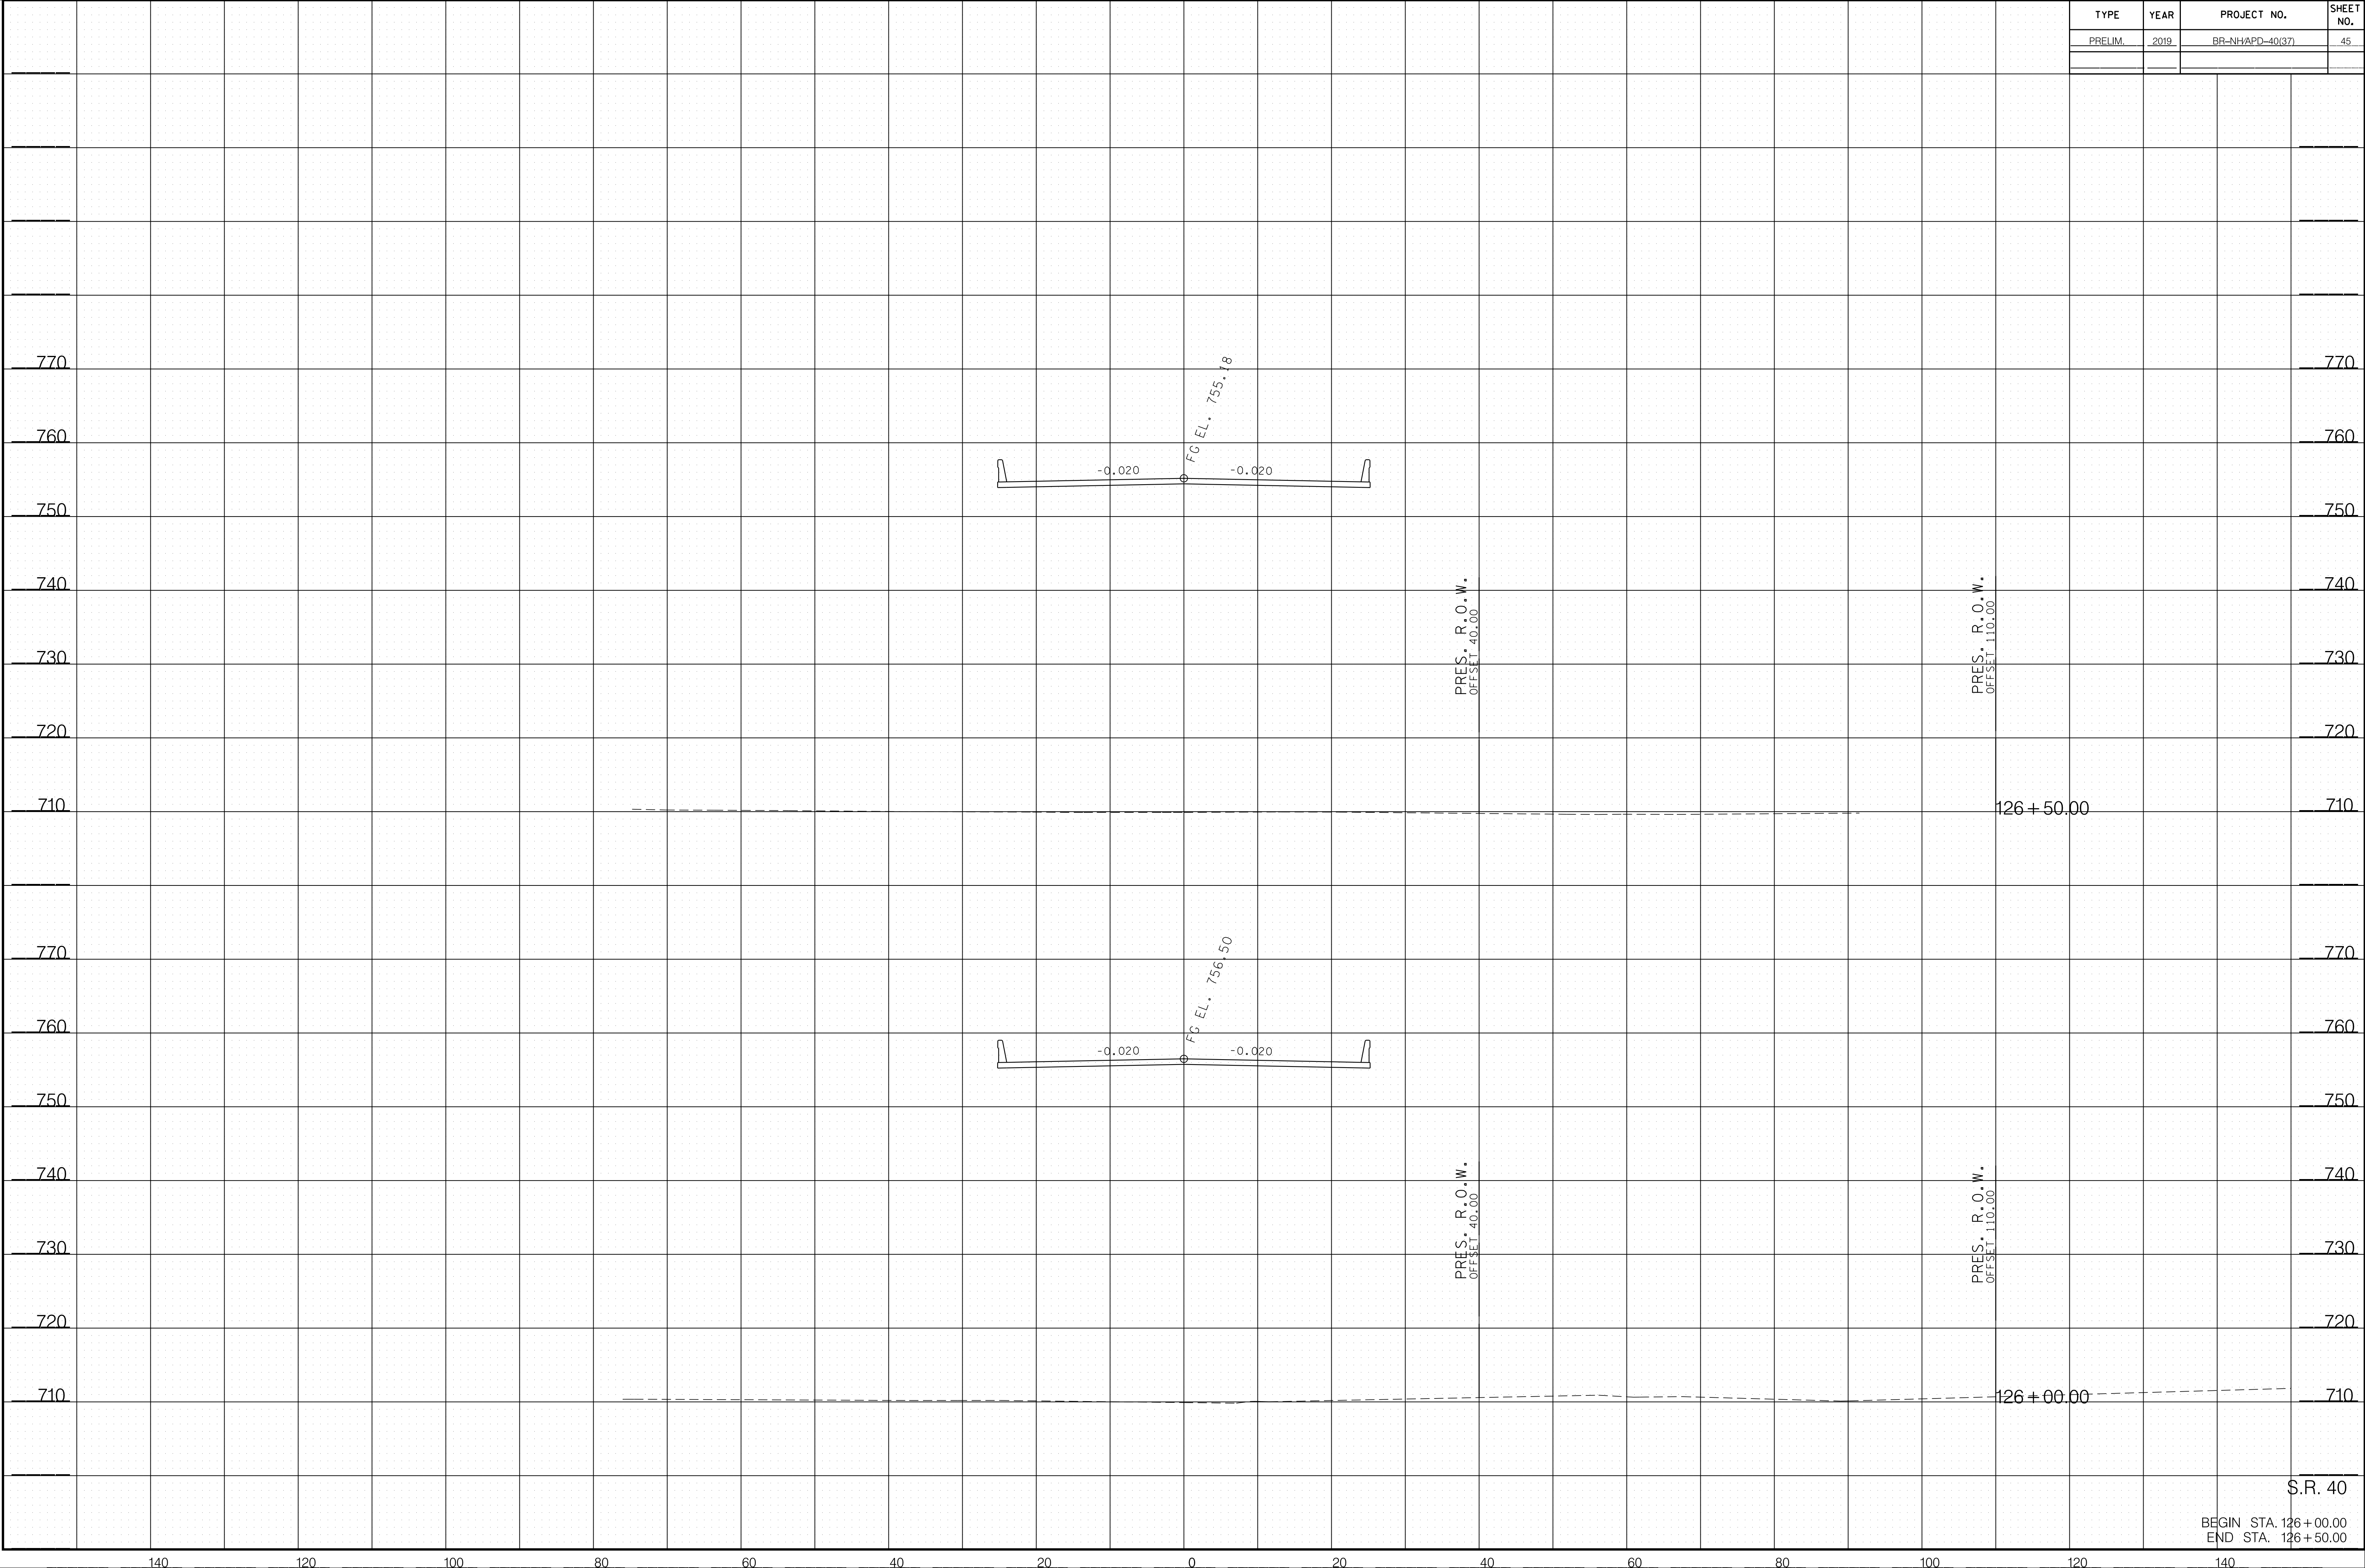 TYPE YEAR PROJECT NO. SHEET NO.
PRELIM. 2019 BR-NH/APD-40(37) 45
770 770
FG EL. 755.18
760 760
-0.020 -0.020
750 750
740 740
PRES. R.O.W.
OFFSET 40.00
PRES. R.O.W.
OFFSET 110.00
730 730
720 720
710 126+50.00 710
770 770
FG EL. 756.50
760 760
-0.020 -0.020
750 750
740 740
PRES. R.O.W.
OFFSET 40.00
PRES. R.O.W.
OFFSET 110.00
730 730
720 720
710 126+00.00 710
S.R. 40
BEGIN STA. 126+00.00
END STA. 126+50.00
140 120 100 80 60 40 20 0 20 40 60 80 100 120 140